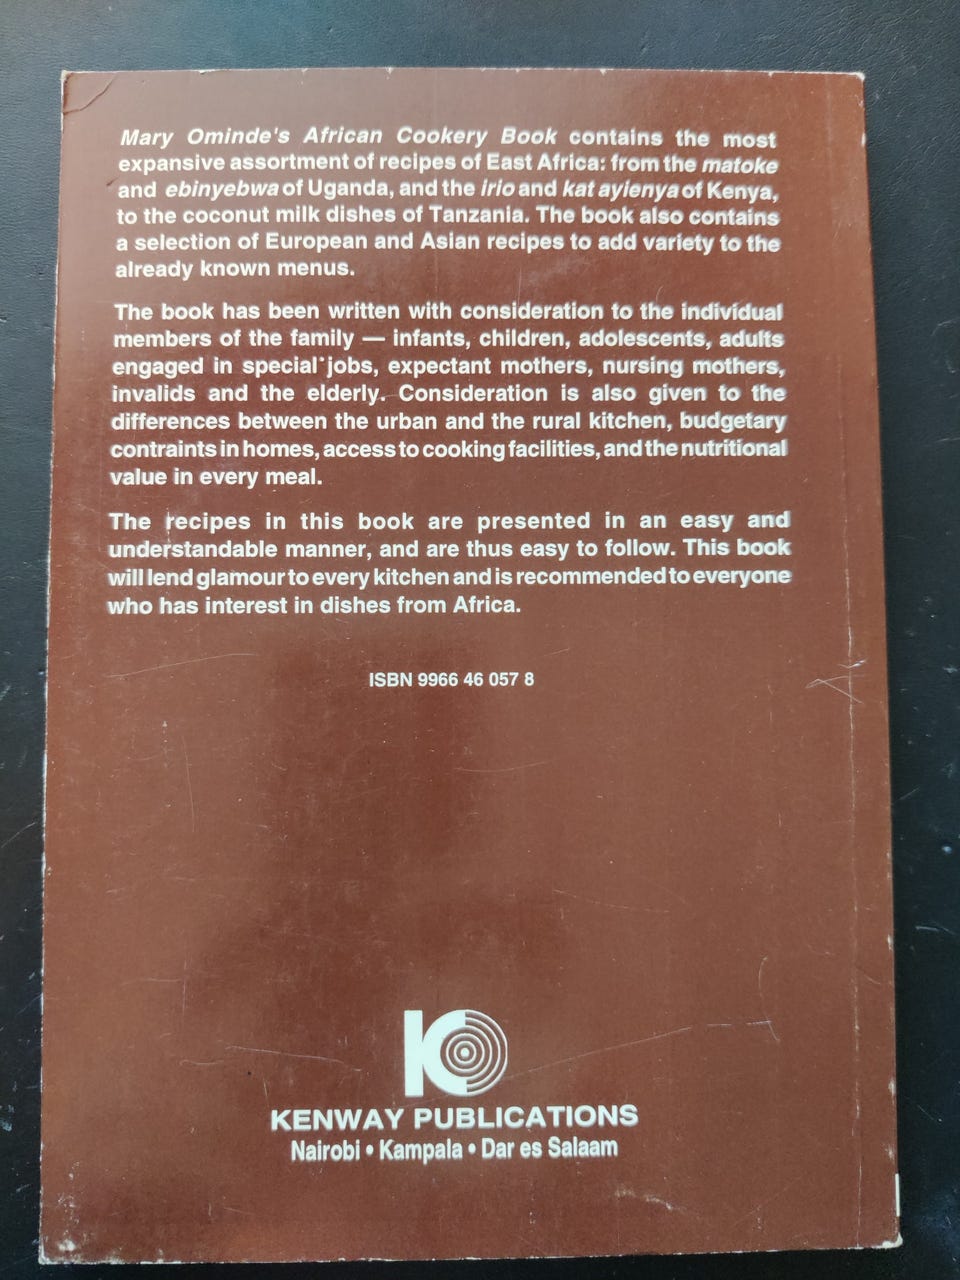 Mary Ominde's African Cookery Book contains the most
expansive assortment of recipes of East Africa: from the matoke
and ebinyebwa of Uganda, and the irio and kat ayienya of Kenya,
to the coconut milk dishes of Tanzania. The book also contains
a selection of European and Asian recipes to add variety to the
already known menus.
The book has been written with consideration to the individual
members of the family — infants, children, adolescents, adults
engaged in special jobs, expectant mothers, nursing mothers,
invalids and the elderly. Consideration is also given to the
differences between the urban and the rural kitchen, budgetary
contraints in homes, access to cooking facilities, and the nutritional
value in every meal.
The recipes in this book are presented in an easy and
understandable manner, and are thus easy to follow. This book
will lend glamour to every kitchen and is recommended to everyone
who has interest in dishes from Africa.
ISBN 9966 46 057 8
KENWAY PUBLICATIONS
Nairobi • Kampala • Dar es Salaam